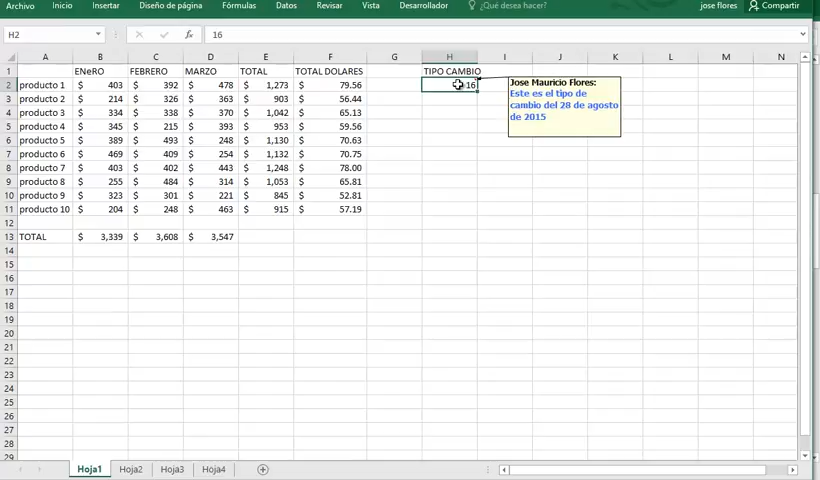 Archivo Inicio Insertar Diseño de página Fórmulas Datos Revisar Vista Desarrollador ¿Qué desea hacer? jose flores Compartir
H2 fx 16
A B C D E F G H I J K L M N
1 ENeRO FEBRERO MARZO TOTAL TOTAL DOLARES TIPO CAMBIO
2 producto 1 $ 403 $ 392 $ 478 $ 1,273 $ 79.56 16
3 producto 2 $ 214 $ 326 $ 363 $ 903 $ 56.44
4 producto 3 $ 334 $ 338 $ 370 $ 1,042 $ 65.13
5 producto 4 $ 345 $ 215 $ 393 $ 953 $ 59.56
6 producto 5 $ 389 $ 493 $ 248 $ 1,130 $ 70.63
7 producto 6 $ 469 $ 409 $ 254 $ 1,132 $ 70.75
8 producto 7 $ 403 $ 402 $ 443 $ 1,248 $ 78.00
9 producto 8 $ 255 $ 484 $ 314 $ 1,053 $ 65.81
10 producto 9 $ 323 $ 301 $ 221 $ 845 $ 52.81
11 producto 10 $ 204 $ 248 $ 463 $ 915 $ 57.19
12
13 TOTAL $ 3,339 $ 3,608 $ 3,547
14
15
16
17
18
19
20
21
22
23
24
25
26
27
28
29
Jose Mauricio Flores:
Este es el tipo de
cambio del 28 de agosto
de 2015
Hoja1 Hoja2 Hoja3 Hoja4